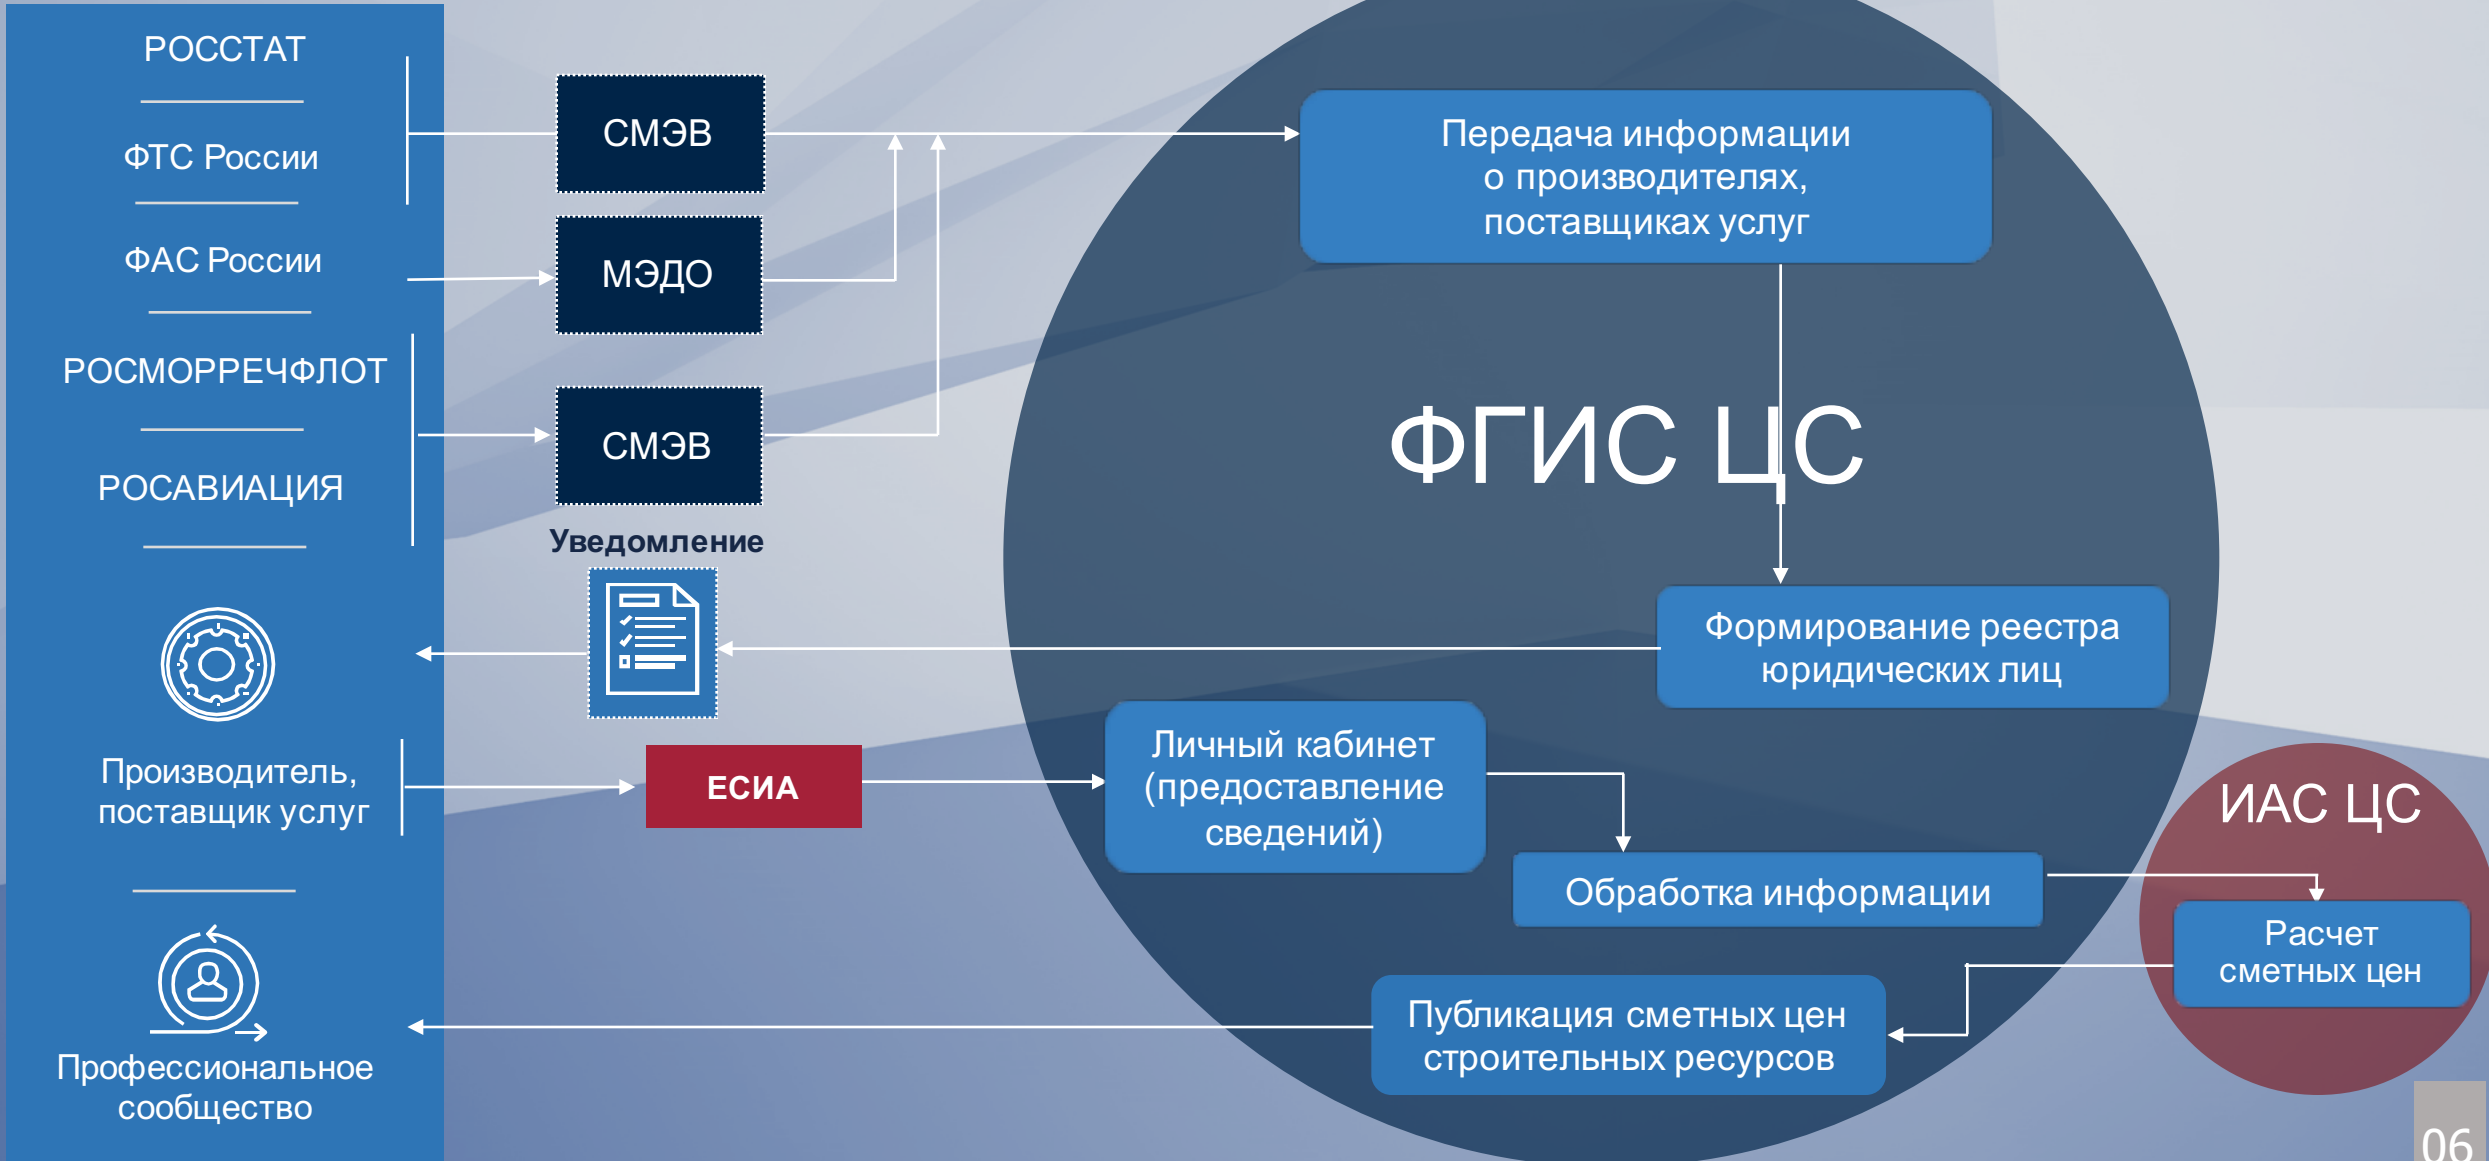 РОССТАТ
ФТС России
ФАС России
РОСМОРРЕЧФЛОТ
РОСАВИАЦИЯ
Производитель,
поставщик услуг
Профессиональное
сообщество
СМЭВ
МЭДО
СМЭВ
Уведомление
ЕСИА
Передача информации
о производителях,
поставщиках услуг
ФГИС ЦС
Формирование реестра
юридических лиц
Личный кабинет
(предоставление
сведений)
Обработка информации
ИАС ЦС
Расчет
сметных цен
Публикация сметных цен
строительных ресурсов
06